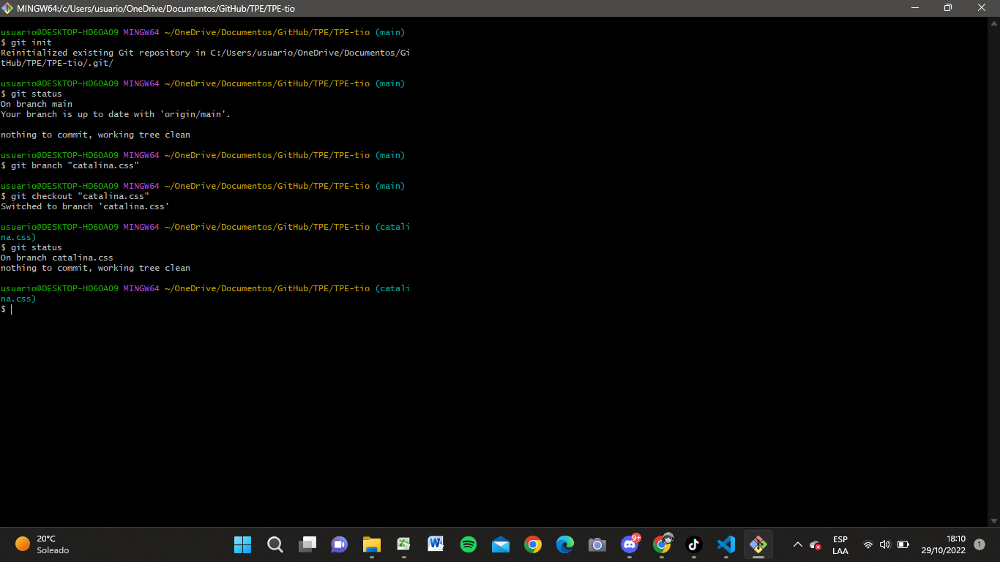 MINGW64:/c/Users/usuario/OneDrive/Documentos/GitHub/TPE/TPE-tio
usuario@DESKTOP-HD6OAO9 MINGW64 ~/OneDrive/Documentos/GitHub/TPE/TPE-tio (main)
$ git init
Reinitialized existing Git repository in C:/Users/usuario/OneDrive/Documentos/Gi
tHub/TPE/TPE-tio/.git/
usuario@DESKTOP-HD6OAO9 MINGW64 ~/OneDrive/Documentos/GitHub/TPE/TPE-tio (main)
$ git status
On branch main
Your branch is up to date with 'origin/main'.
nothing to commit, working tree clean
usuario@DESKTOP-HD6OAO9 MINGW64 ~/OneDrive/Documentos/GitHub/TPE/TPE-tio (main)
$ git branch "catalina.css"
usuario@DESKTOP-HD6OAO9 MINGW64 ~/OneDrive/Documentos/GitHub/TPE/TPE-tio (main)
$ git checkout "catalina.css"
Switched to branch 'catalina.css'
usuario@DESKTOP-HD6OAO9 MINGW64 ~/OneDrive/Documentos/GitHub/TPE/TPE-tio (catali
na.css)
$ git status
On branch catalina.css
nothing to commit, working tree clean
usuario@DESKTOP-HD6OAO9 MINGW64 ~/OneDrive/Documentos/GitHub/TPE/TPE-tio (catali
na.css)
$
20°C
Soleado
9+
ESP
LAA
18:10
29/10/2022
1